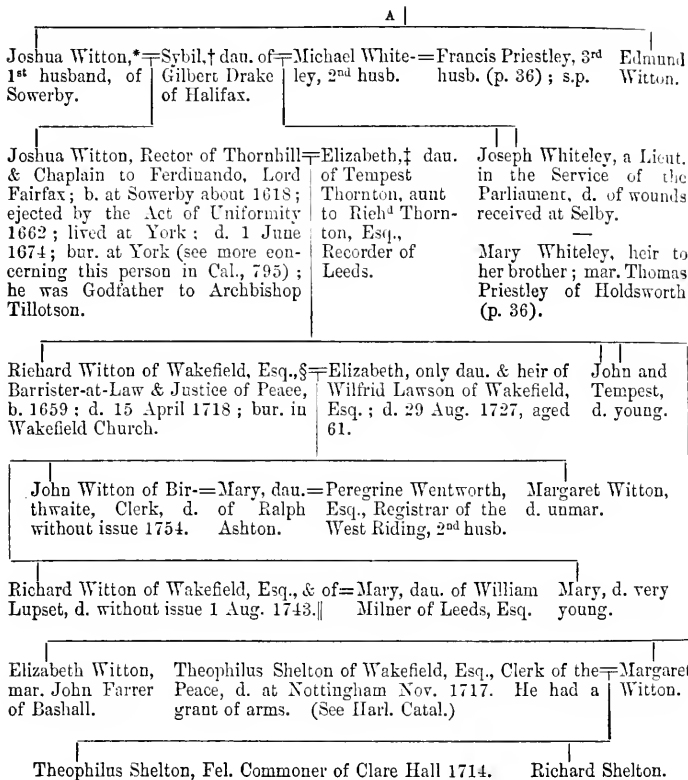 A
Joshua Witton,* 1st husband, of Sowerby.
Sybil,† dau. of Gilbert Drake of Halifax.
Michael White-ley, 2nd husb.
Francis Priestley, 3rd husb. (p. 36) ; s.p.
Edmund Witton.
Joshua Witton, Rector of Thornhill
& Chaplain to Ferdinando, Lord
Fairfax ; b. at Sowerby about 1618 ;
ejected by the Act of Uniformity
1662 ; lived at York ; d. 1 June
1674 ; bur. at York (see more con-
cerning this person in Cal., 795) ;
he was Godfather to Archbishop
Tillotson.
Elizabeth,‡ dau.
of Tempest
Thornton, aunt
to Richd Thorn-
ton, Esq.,
Recorder of
Leeds.
Joseph Whiteley, a Lieut.
in the Service of the
Parliament, d. of wounds
received at Selby.
—
Mary Whiteley, heir to
her brother ; mar. Thomas
Priestley of Holdsworth
(p. 36).
Richard Witton of Wakefield, Esq.,§
Barrister-at-Law & Justice of Peace,
b. 1659 ; d. 15 April 1718 ; bur. in
Wakefield Church.
Elizabeth, only dau. & heir of
Wilfrid Lawson of Wakefield,
Esq. ; d. 29 Aug. 1727, aged
61.
John and
Tempest,
d. young.
John Witton of Bir-
thwaite, Clerk, d.
without issue 1754.
=Mary, dau.
of Ralph
Ashton.
=Peregrine Wentworth,
Esq., Registrar of the
West Riding, 2nd husb.
Margaret Witton,
d. unmar.
Richard Witton of Wakefield, Esq., & of
Lupset, d. without issue 1 Aug. 1743.||
=Mary, dau. of William
Milner of Leeds, Esq.
Mary, d. very
young.
Elizabeth Witton,
mar. John Farrer
of Bashall.
Theophilus Shelton of Wakefield, Esq., Clerk of the
Peace, d. at Nottingham Nov. 1717. He had a
grant of arms. (See Harl. Catal.)
Margaret
Witton.
Theophilus Shelton, Fel. Commoner of Clare Hall 1714.
Richard Shelton.